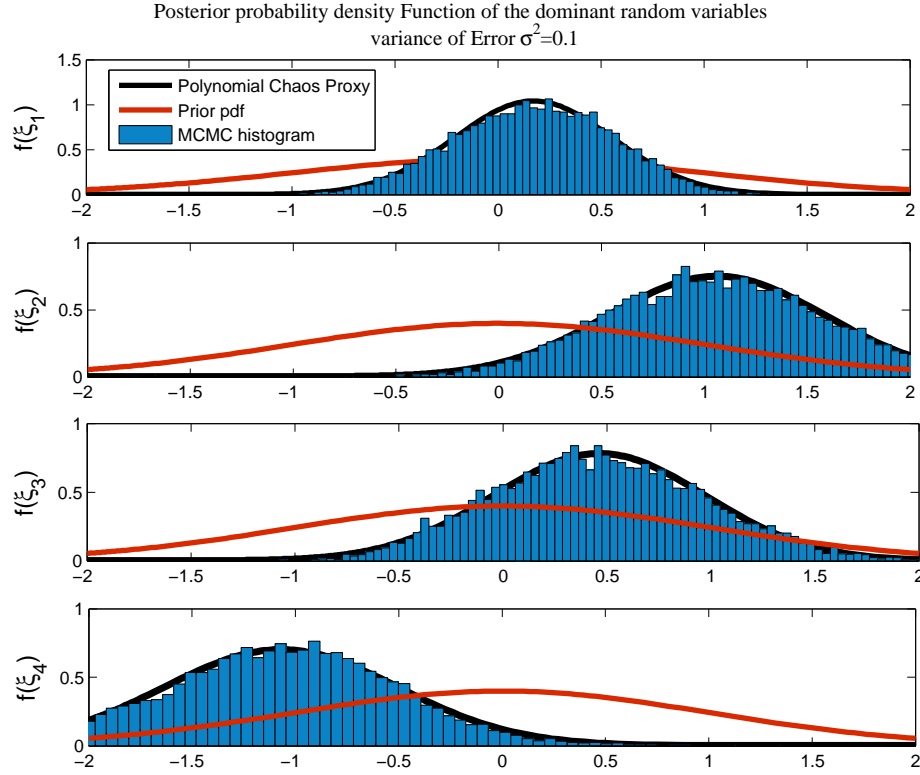 Posterior probability density Function of the dominant random variables
variance of Error σ²=0.1
1.5
1
0.5
0
f(ξ₁)
Polynomial Chaos Proxy
Prior pdf
MCMC histogram
−2 −1.5 −1 −0.5 0 0.5 1 1.5 2
1
0.5
0
f(ξ₂)
−2 −1.5 −1 −0.5 0 0.5 1 1.5 2
1
0.5
0
f(ξ₃)
−2 −1.5 −1 −0.5 0 0.5 1 1.5 2
1
0.5
0
f(ξ₄)
−2 −1.5 −1 −0.5 0 0.5 1 1.5 2